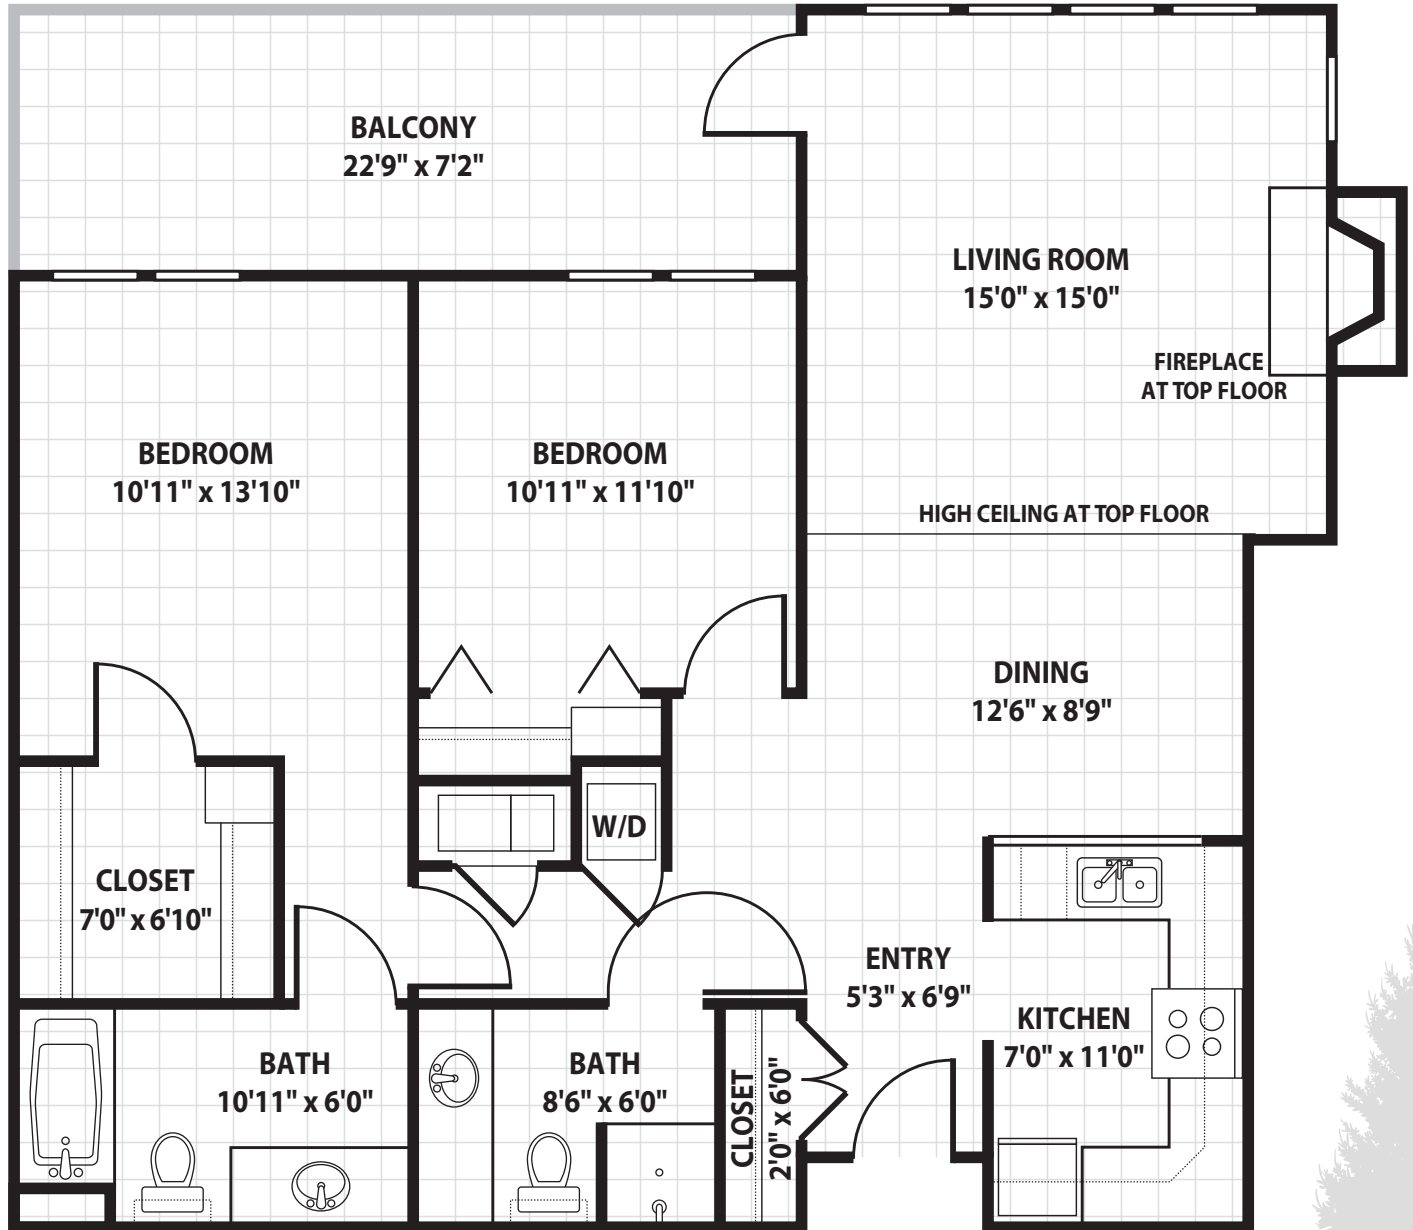 BALCONY
22'9" x 7'2"
LIVING ROOM
15'0" x 15'0"
FIREPLACE
AT TOP FLOOR
BEDROOM
10'11" x 13'10"
BEDROOM
10'11" x 11'10"
HIGH CEILING AT TOP FLOOR
DINING
12'6" x 8'9"
W/D
CLOSET
7'0" x 6'10"
ENTRY
5'3" x 6'9"
KITCHEN
7'0" x 11'0"
BATH
10'11" x 6'0"
BATH
8'6" x 6'0"
CLOSET
2'0" x 6'0"